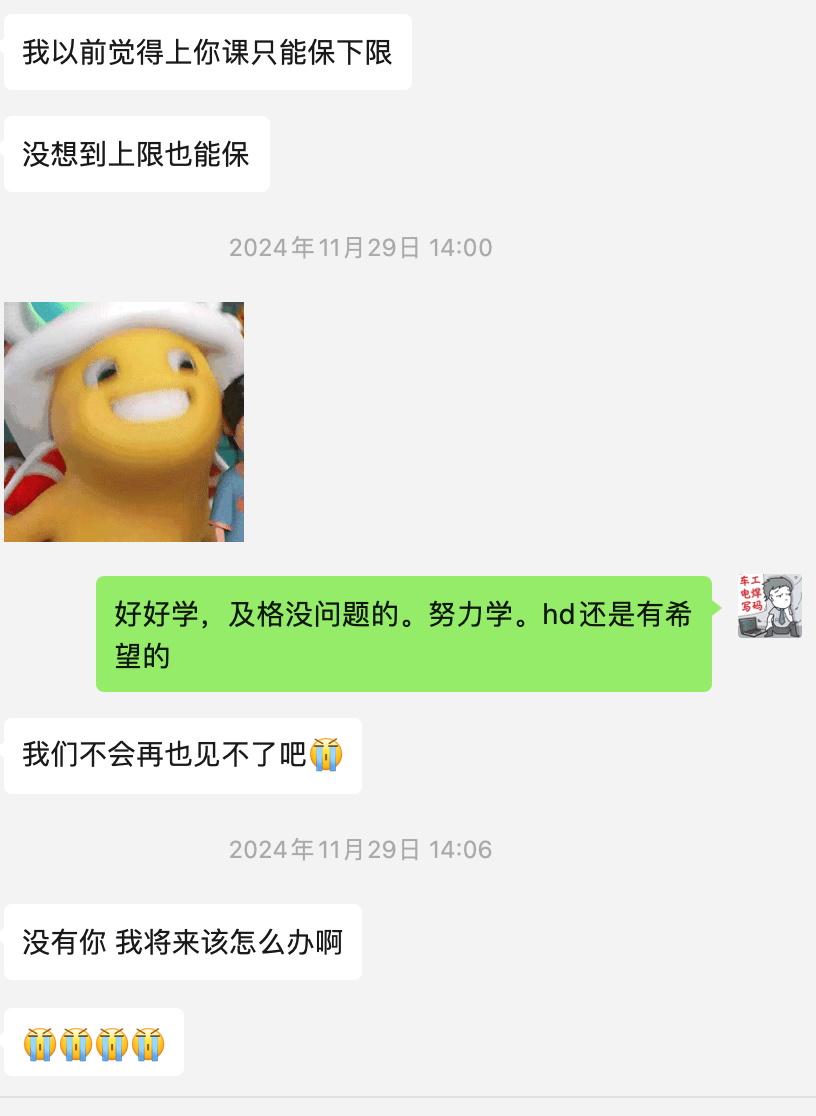 我以前觉得上你课只能保下限
没想到上限也能保
2024年11月29日 14:00
车工
电焊
写码
好好学，及格没问题的。努力学。hd还是有希
望的
我们不会再也见不了吧😭
2024年11月29日 14:06
没有你 我将来该怎么办啊
😭😭😭😭